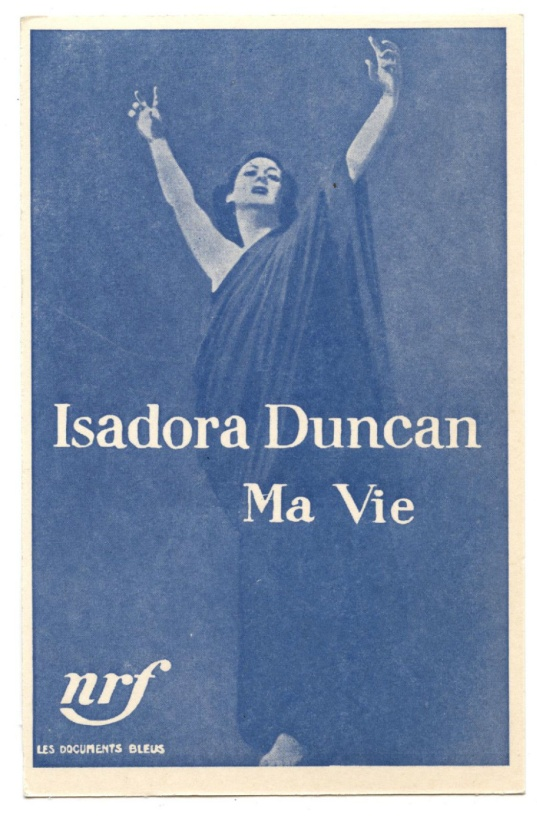 Isadora Duncan
Ma Vie
nrf
LES DOCUMENTS BLEUS